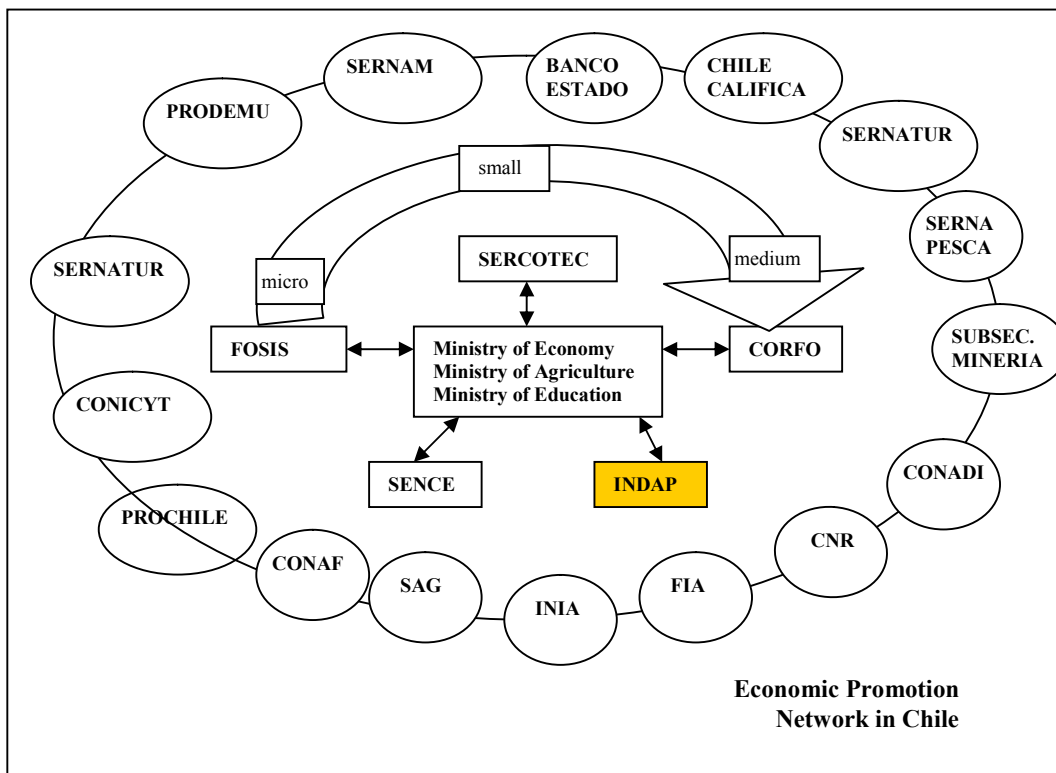 SERNAM
BANCO
ESTADO
CHILE
CALIFICA
PRODEMU
SERNATUR
small
SERNA
PESCA
SERNATUR
micro
SERCOTEC
medium
FOSIS
Ministry of Economy
Ministry of Agriculture
Ministry of Education
CORFO
SUBSEC.
MINERIA
CONICYT
SENCE
INDAP
CONADI
PROCHILE
CNR
CONAF
SAG
INIA
FIA
Economic Promotion
Network in Chile